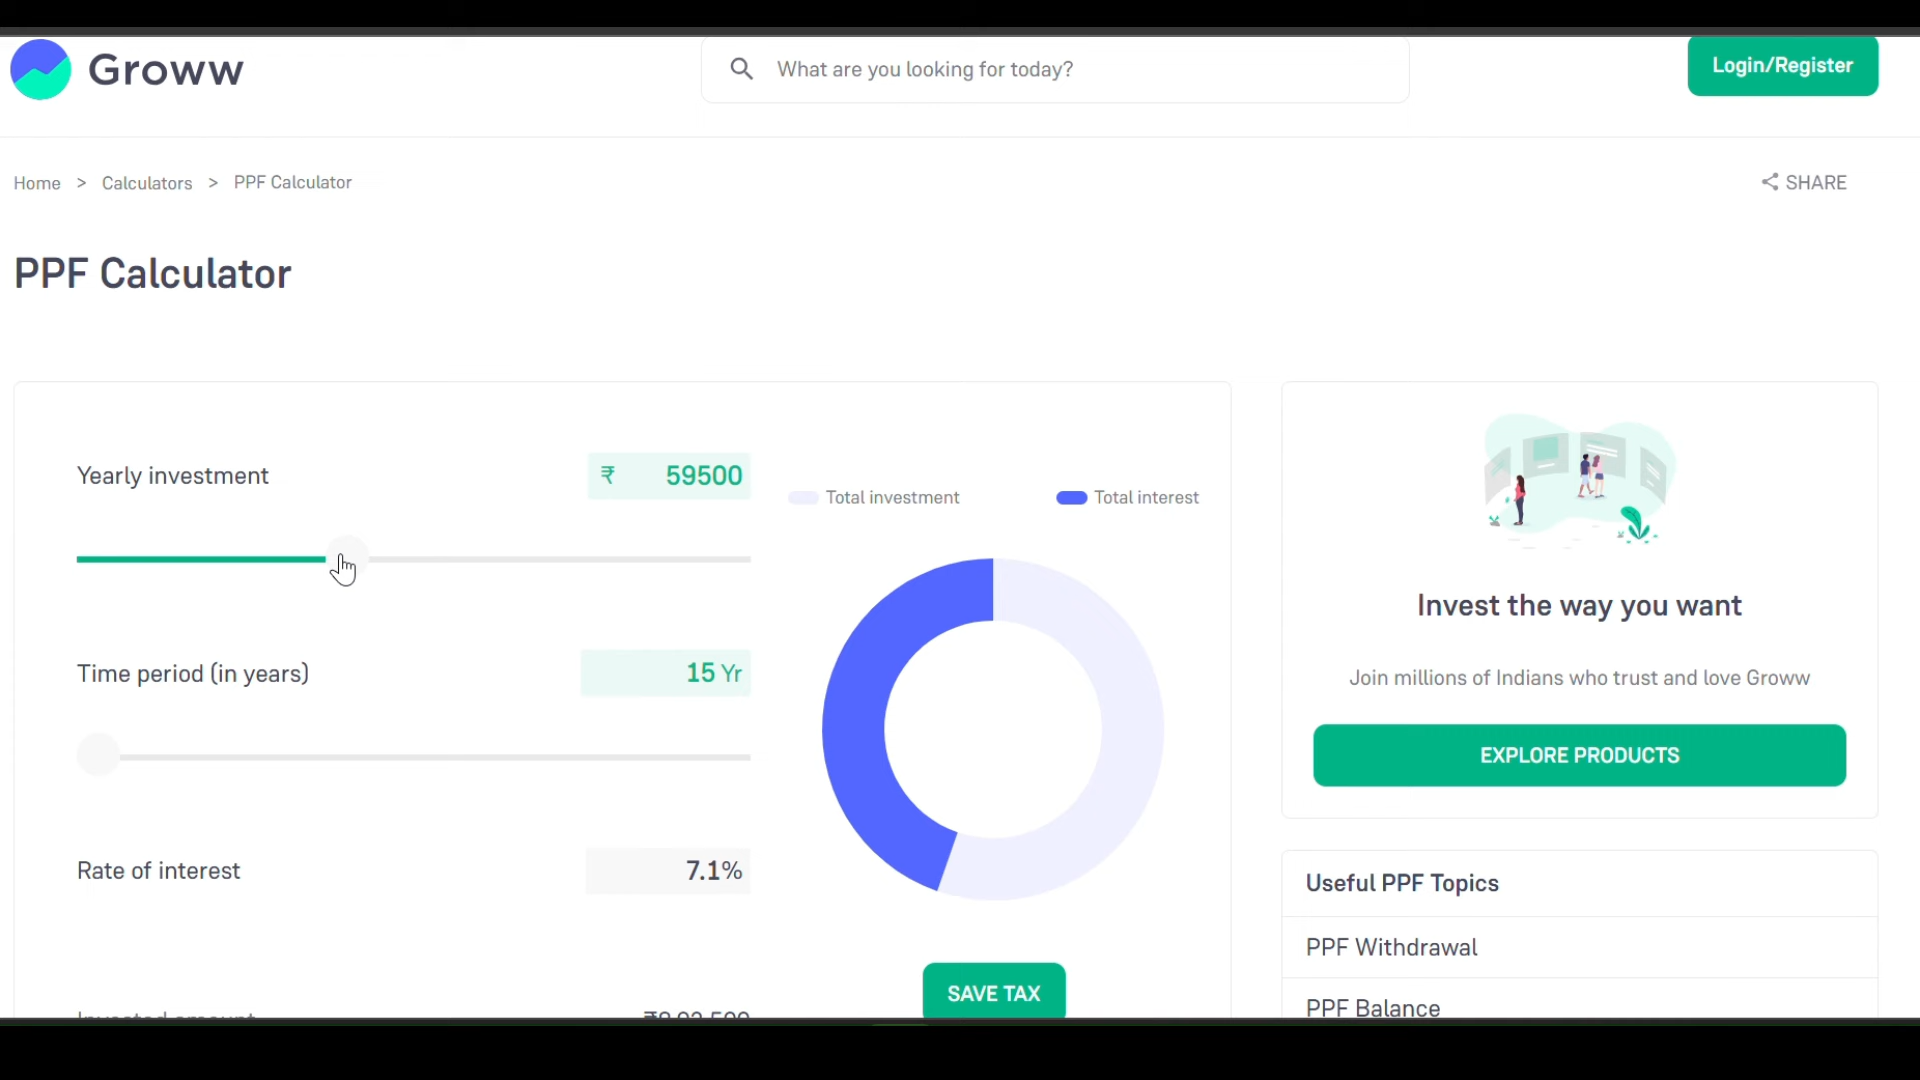 Groww
What are you looking for today?
Login/Register
Home > Calculators > PPF Calculator
SHARE
PPF Calculator
Yearly investment
₹ 59500
Total investment
Total interest
Time period (in years)
15 Yr
Rate of interest
7.1%
SAVE TAX
Invested amount
Invest the way you want
Join millions of Indians who trust and love Groww
EXPLORE PRODUCTS
Useful PPF Topics
PPF Withdrawal
PPF Balance